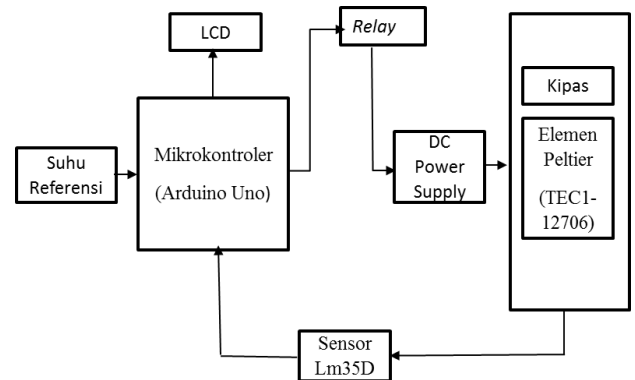 LCD
Relay
Suhu
Referensi
Mikrokontroler
(Arduino Uno)
DC
Power
Supply
Kipas
Elemen
Peltier
(TEC1-
12706)
Sensor
Lm35D